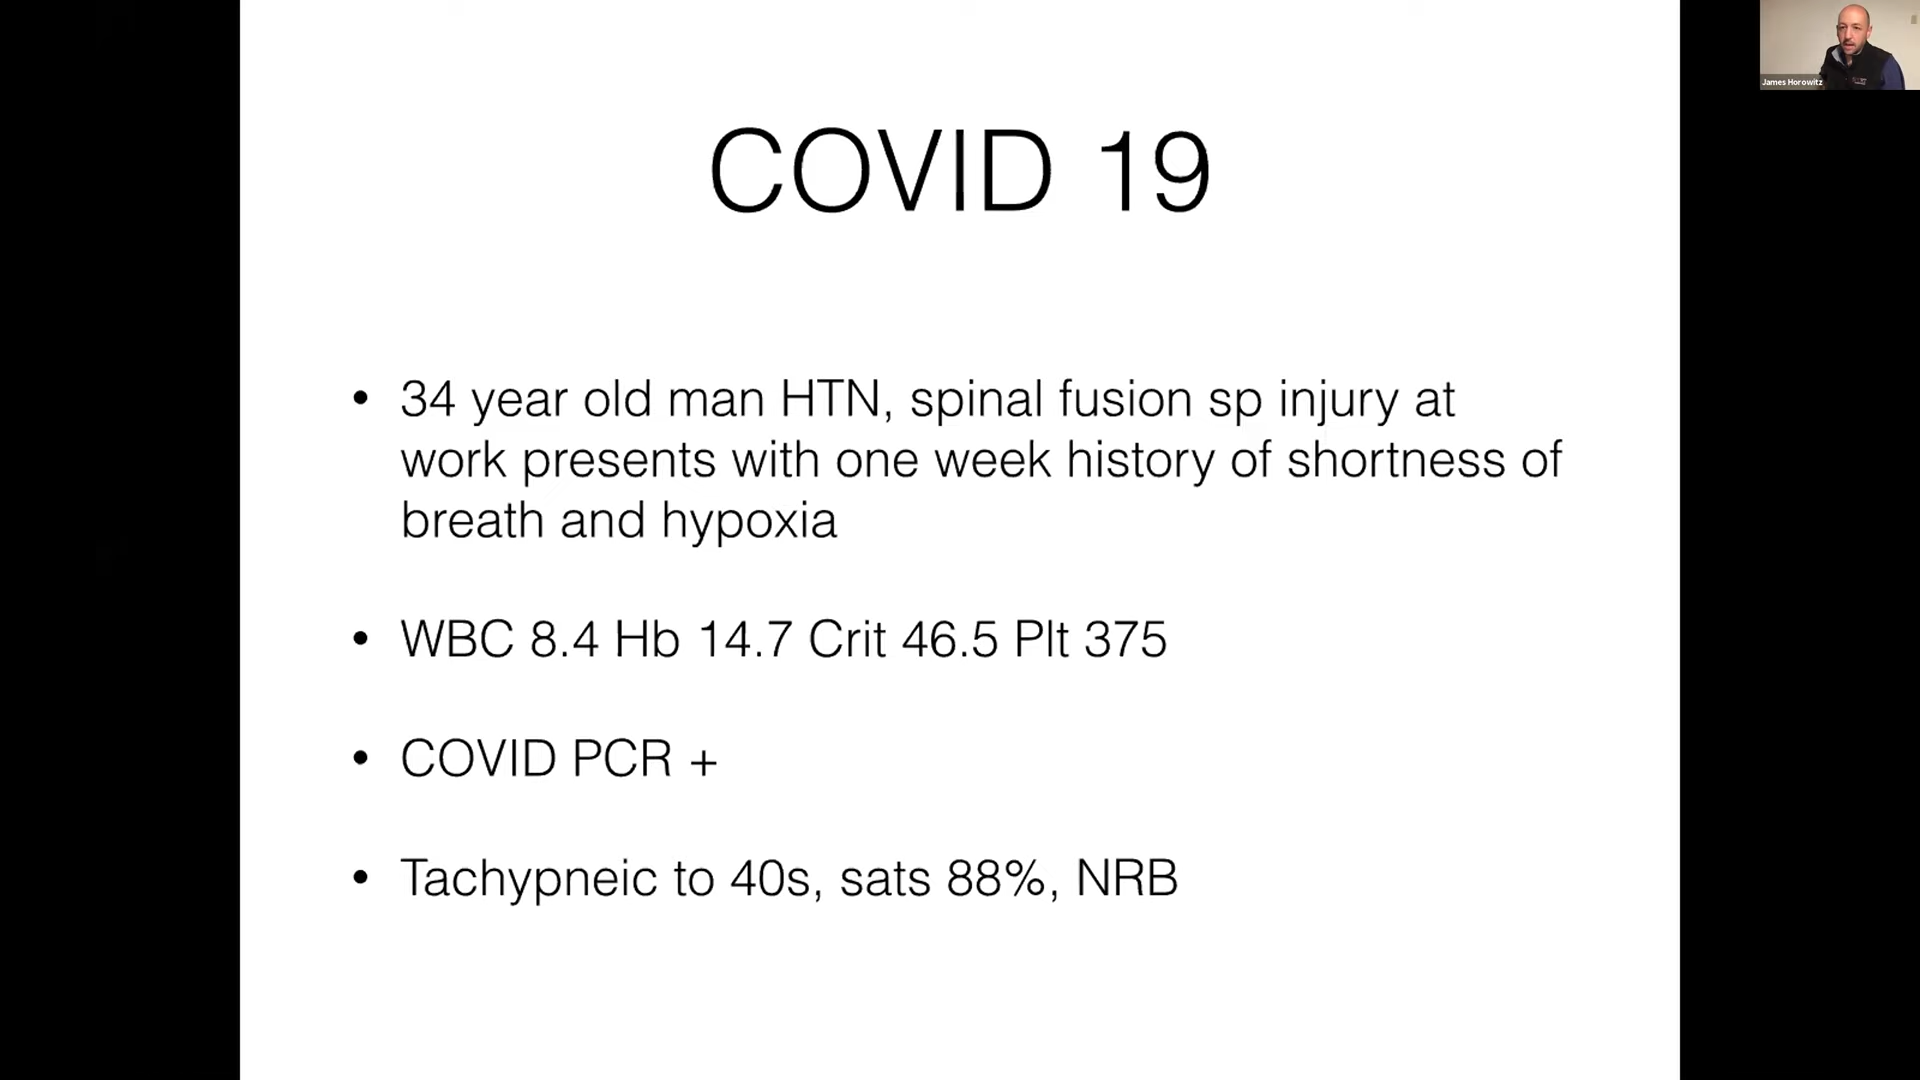 James Horowitz
COVID 19
• 34 year old man HTN, spinal fusion sp injury at
work presents with one week history of shortness of
breath and hypoxia
• WBC 8.4 Hb 14.7 Crit 46.5 Plt 375
• COVID PCR +
• Tachypneic to 40s, sats 88%, NRB